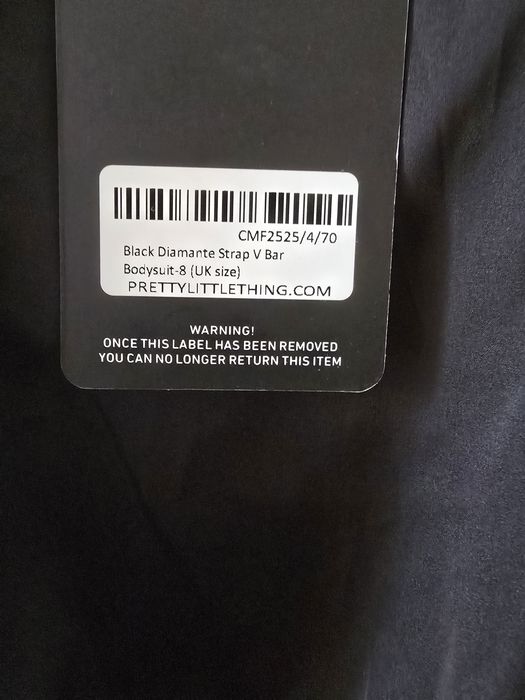 CMF2525/4/70
Black Diamante Strap V Bar
Bodysuit-8 (UK size)
PRETTYLITTLETHING.COM
WARNING!
ONCE THIS LABEL HAS BEEN REMOVED
YOU CAN NO LONGER RETURN THIS ITEM